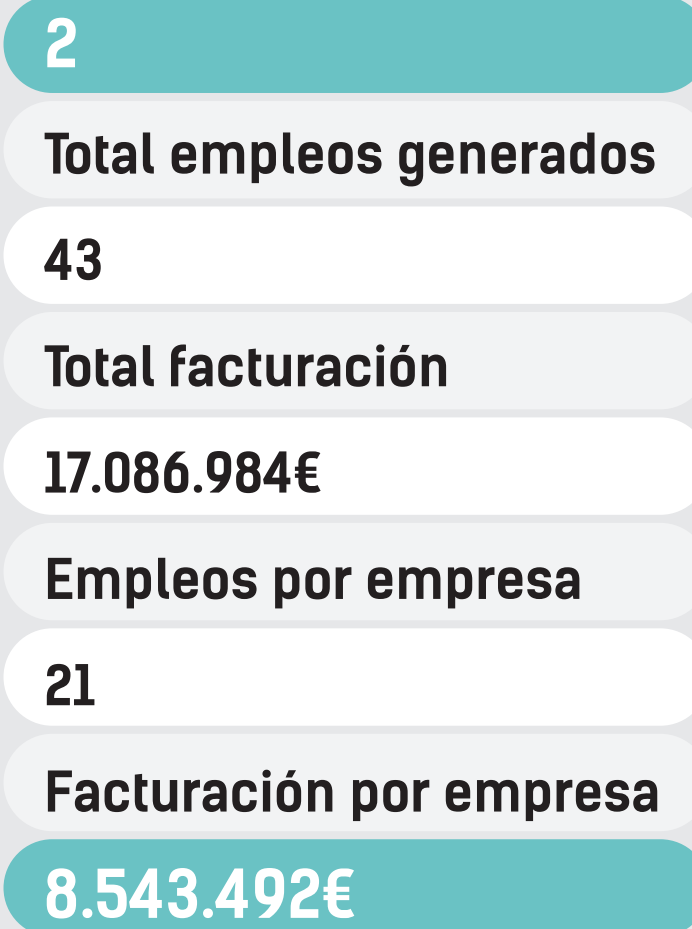 2
Total empleos generados
43
Total facturación
17.086.984€
Empleos por empresa
21
Facturación por empresa
8.543.492€